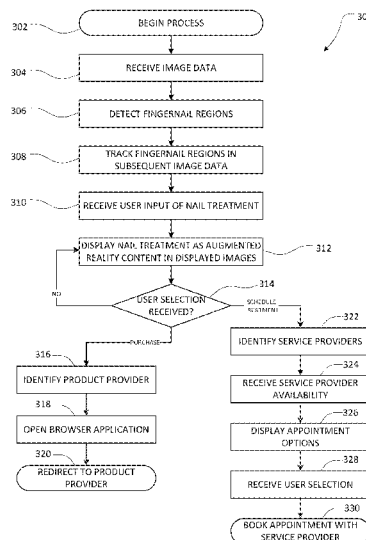 BEGIN PROCESS
302
30
RECEIVE IMAGE DATA
304
DETECT FINGERNAIL REGIONS
306
TRACK FINGERNAIL REGIONS IN
SUBSEQUENT IMAGE DATA
308
RECEIVE USER INPUT OF NAIL TREATMENT
310
DISPLAY NAIL TREATMENT AS AUGMENTED
REALITY CONTENT IN DISPLAYED IMAGES
312
USER SELECTION
RECEIVED?
314
NO
PURCHASE
SCHEDULE
316
IDENTIFY PRODUCT PROVIDER
318
OPEN BROWSER APPLICATION
320
REDIRECT TO PRODUCT
PROVIDER
322
IDENTIFY SERVICE PROVIDERS
324
RECEIVE SERVICE PROVIDER
AVAILABILITY
326
DISPLAY APPOINTMENT
OPTIONS
328
RECEIVE USER SELECTION
330
BOOK APPOINTMENT WITH
SERVICE PROVIDER